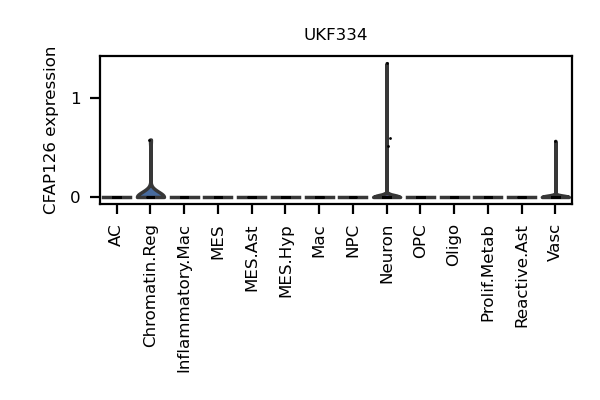 UKF334
CFAP126 expression
1
0
AC
Chromatin.Reg
Inflammatory.Mac
MES
MES.Ast
MES.Hyp
Mac
NPC
Neuron
OPC
Oligo
Prolif.Metab
Reactive.Ast
Vasc